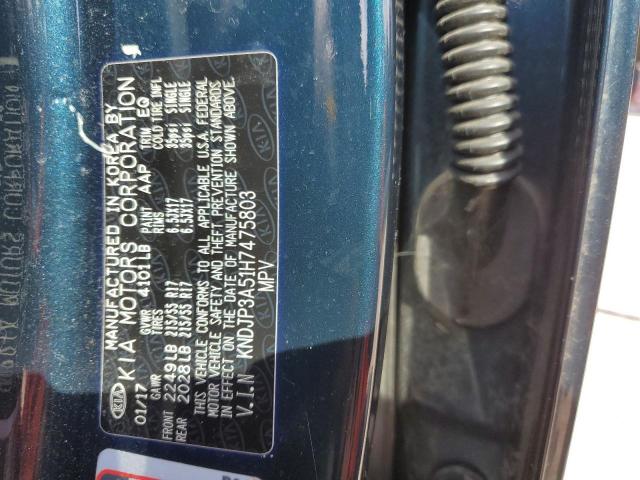 KIA MANUFACTURED IN KOREA BY
KIA MOTORS CORPORATION
01/17 GVWR 4101LB PAINT AAP TRIM EQ
GAWR TIRES RIMS COLD TIRE INFL
FRONT 2249LB 215/55 R17 6.5JX17 35psi SINGLE
REAR 2028LB 215/55 R17 6.5JX17 35psi SINGLE
THIS VEHICLE CONFORMS TO ALL APPLICABLE U.S.A. FEDERAL
MOTOR VEHICLE SAFETY AND THEFT PREVENTION STANDARDS
IN EFFECT ON THE DATE OF MANUFACTURE SHOWN ABOVE.
V.I.N KNDJP3A51H7475803
MPV